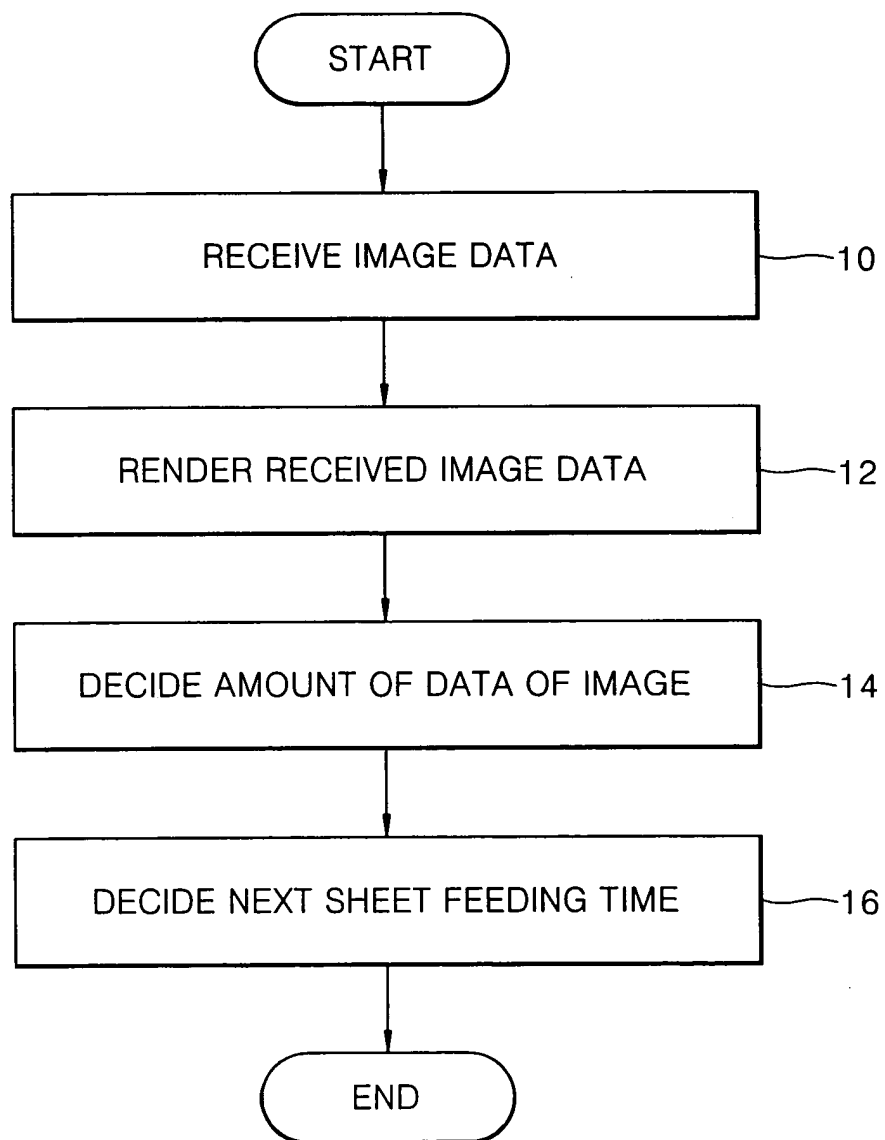 START
RECEIVE IMAGE DATA
10
RENDER RECEIVED IMAGE DATA
12
DECIDE AMOUNT OF DATA OF IMAGE
14
DECIDE NEXT SHEET FEEDING TIME
16
END